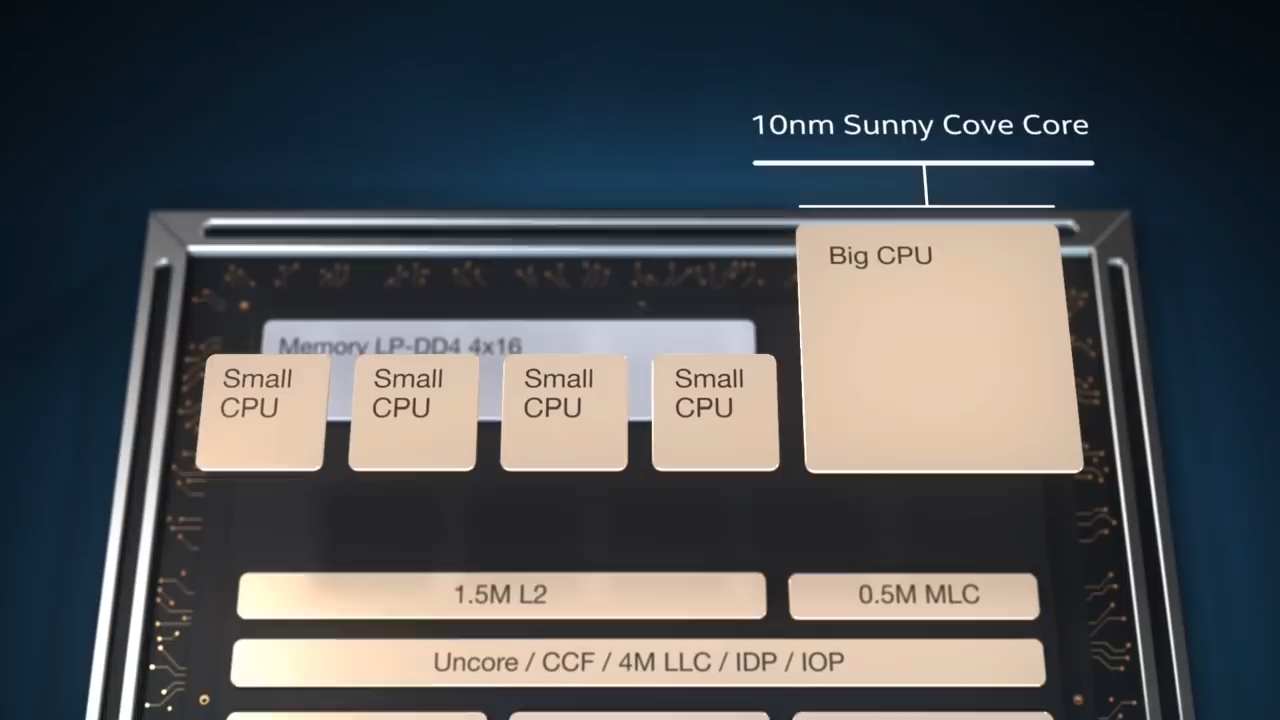 10nm Sunny Cove Core
Big CPU
Memory LP-DD4 4x16
Small
CPU
Small
CPU
Small
CPU
Small
CPU
1.5M L2
0.5M MLC
Uncore / CCF / 4M LLC / IDP / IOP